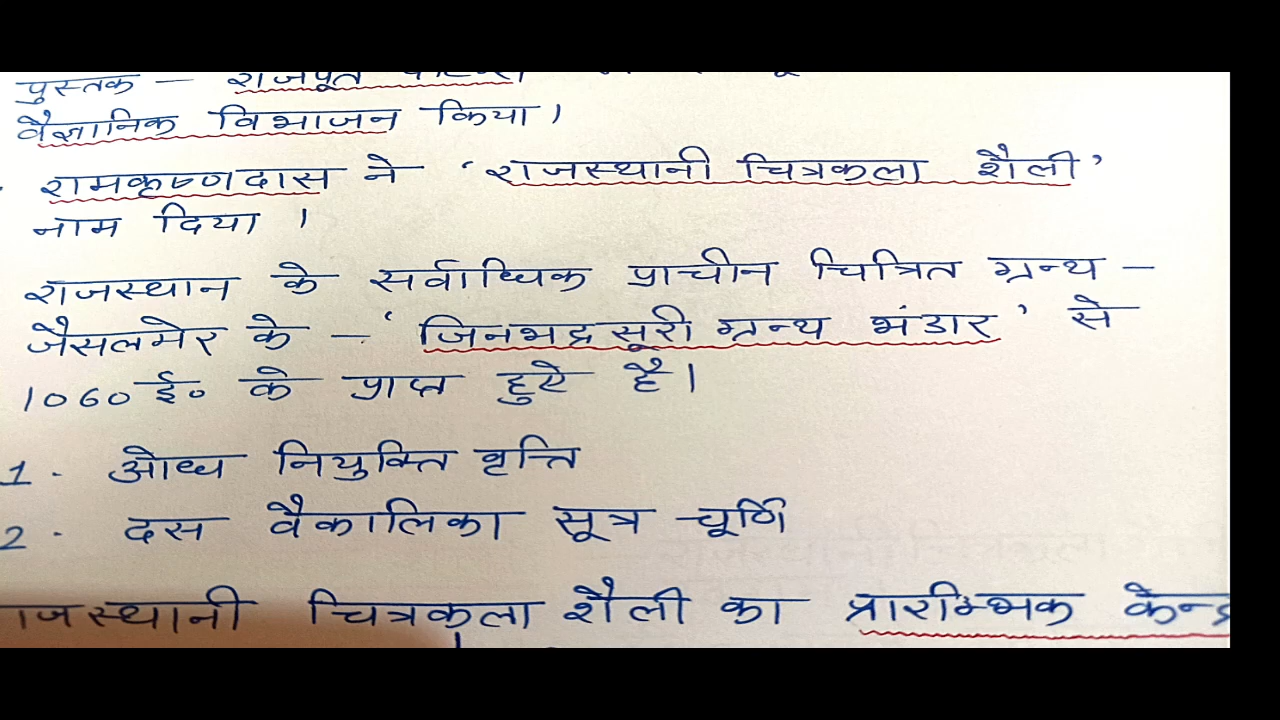 पुस्तक – राजपूत
वैज्ञानिक विभाजन किया।
रामकृष्णदास ने 'राजस्थानी चित्रकला शैली'
नाम दिया ।
राजस्थान के सर्वाधिक प्राचीन चित्रित ग्रन्थ –
जैसलमेर के – 'जिनभद्रसूरी ग्रन्थ भंडार' से
1060 ई० के प्राप्त हुऐ है।
1. ओध्य नियुक्ति वृत्ति
2. दस वैकालिका सूत्र चूर्णि
ाजस्थानी चित्रकला शैली का प्रारम्भिक केन्द्र